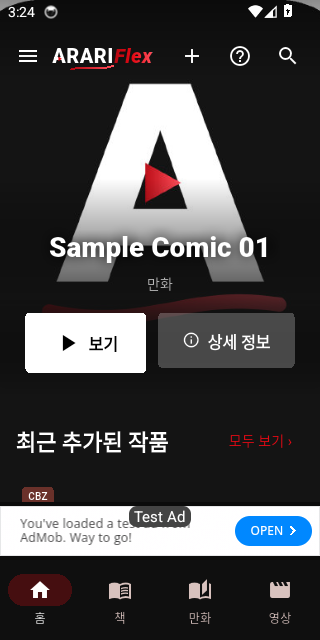 3:24
ARARIFlex
Sample Comic 01
만화
보기
상세 정보
최근 추가된 작품
모두 보기 ›
CBZ
Test Ad
You've loaded a test
AdMob. Way to go!
OPEN
홈
책
만화
영상